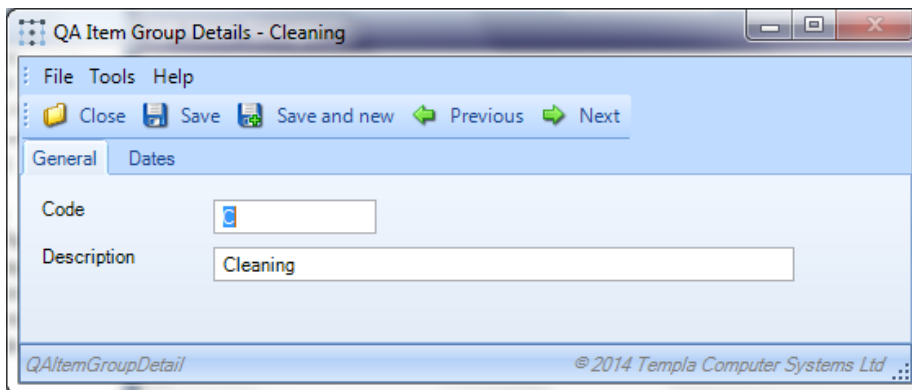 QA Item Group Details - Cleaning
File Tools Help
Close Save Save and new Previous Next
General Dates
Code C
Description Cleaning
QAItemGroupDetail © 2014 Templa Computer Systems Ltd